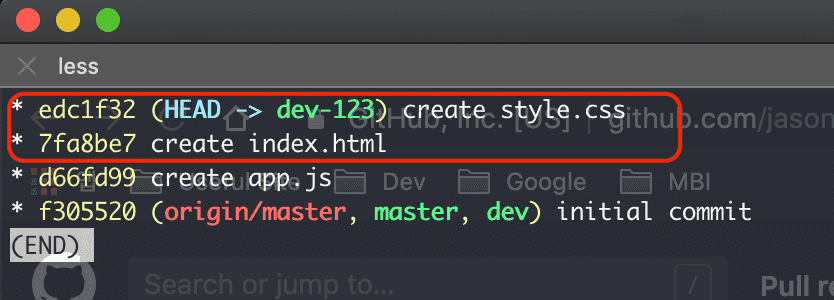 less
* edc1f32 (HEAD -> dev-123) create style.css
GitHub, Inc. [US] | github.com/jason
* 7fa8be7 create index.html
* d66fd99 create app.js
Dev Google MBI
* f305520 (origin/master, master, dev) initial commit
(END)
Search or jump to... /
Pull re